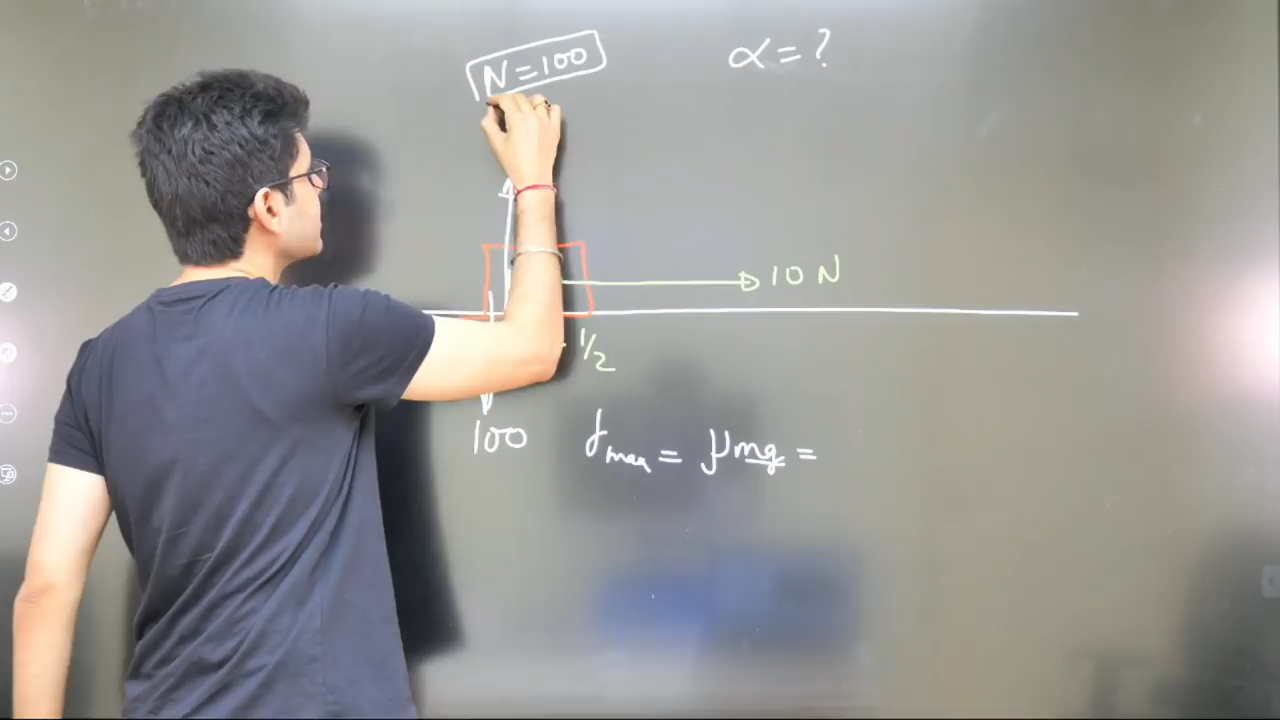 N = 100
α = ?
10 N
1/2
100
fmax = μmg =